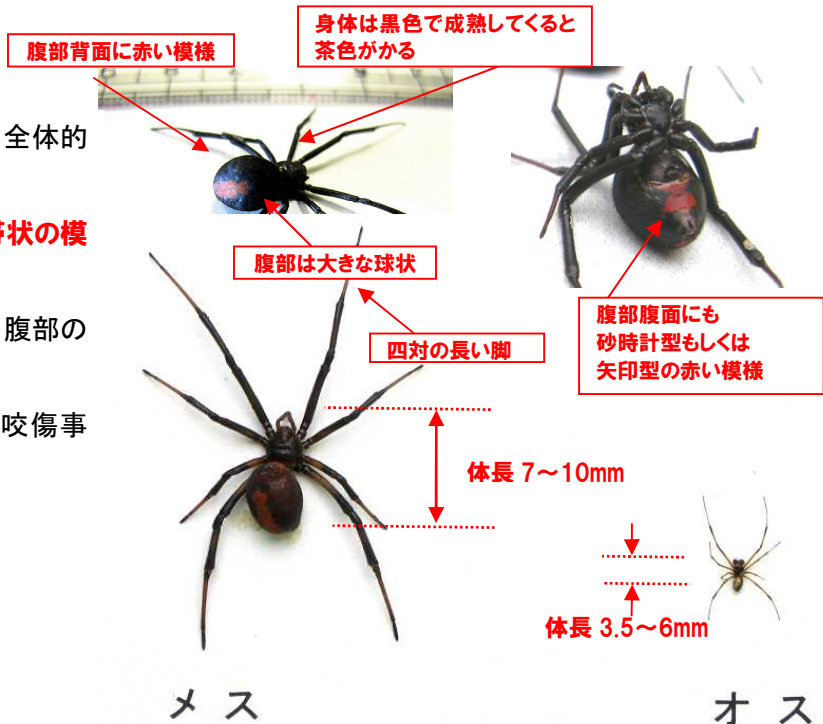 身体は黒色で成熟してくると
茶色がかる
腹部背面に赤い模様
全体的
帯状の模
腹部は大きな球状
腹部の
四対の長い脚
腹部腹面にも
砂時計型もしくは
矢印型の赤い模様
咬傷事
体長 7～10mm
体長 3.5～6mm
メス
オス